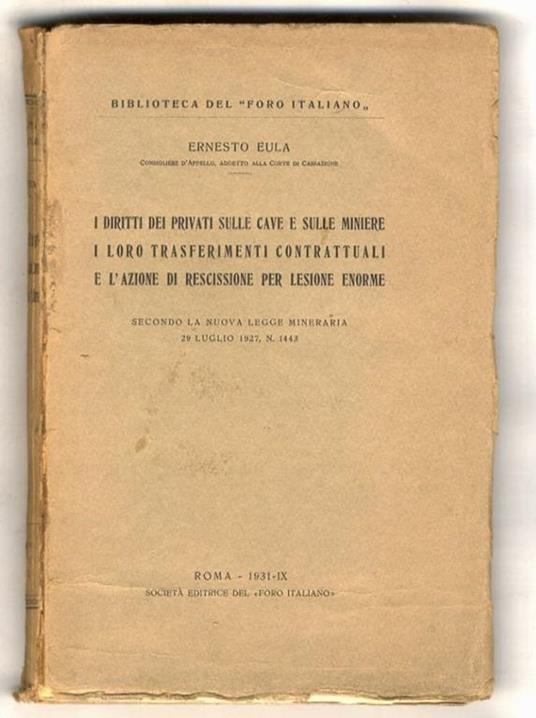 BIBLIOTECA DEL "FORO ITALIANO„
ERNESTO EULA
CONSIGLIERE D'APPELLO, ADDETTO ALLA CORTE DI CASSAZIONE
I DIRITTI DEI PRIVATI SULLE CAVE E SULLE MINIERE
I LORO TRASFERIMENTI CONTRATTUALI
E L'AZIONE DI RESCISSIONE PER LESIONE ENORME
SECONDO LA NUOVA LEGGE MINERARIA
29 LUGLIO 1927, N. 1443
ROMA - 1931-IX
SOCIETÀ EDITRICE DEL «FORO ITALIANO»